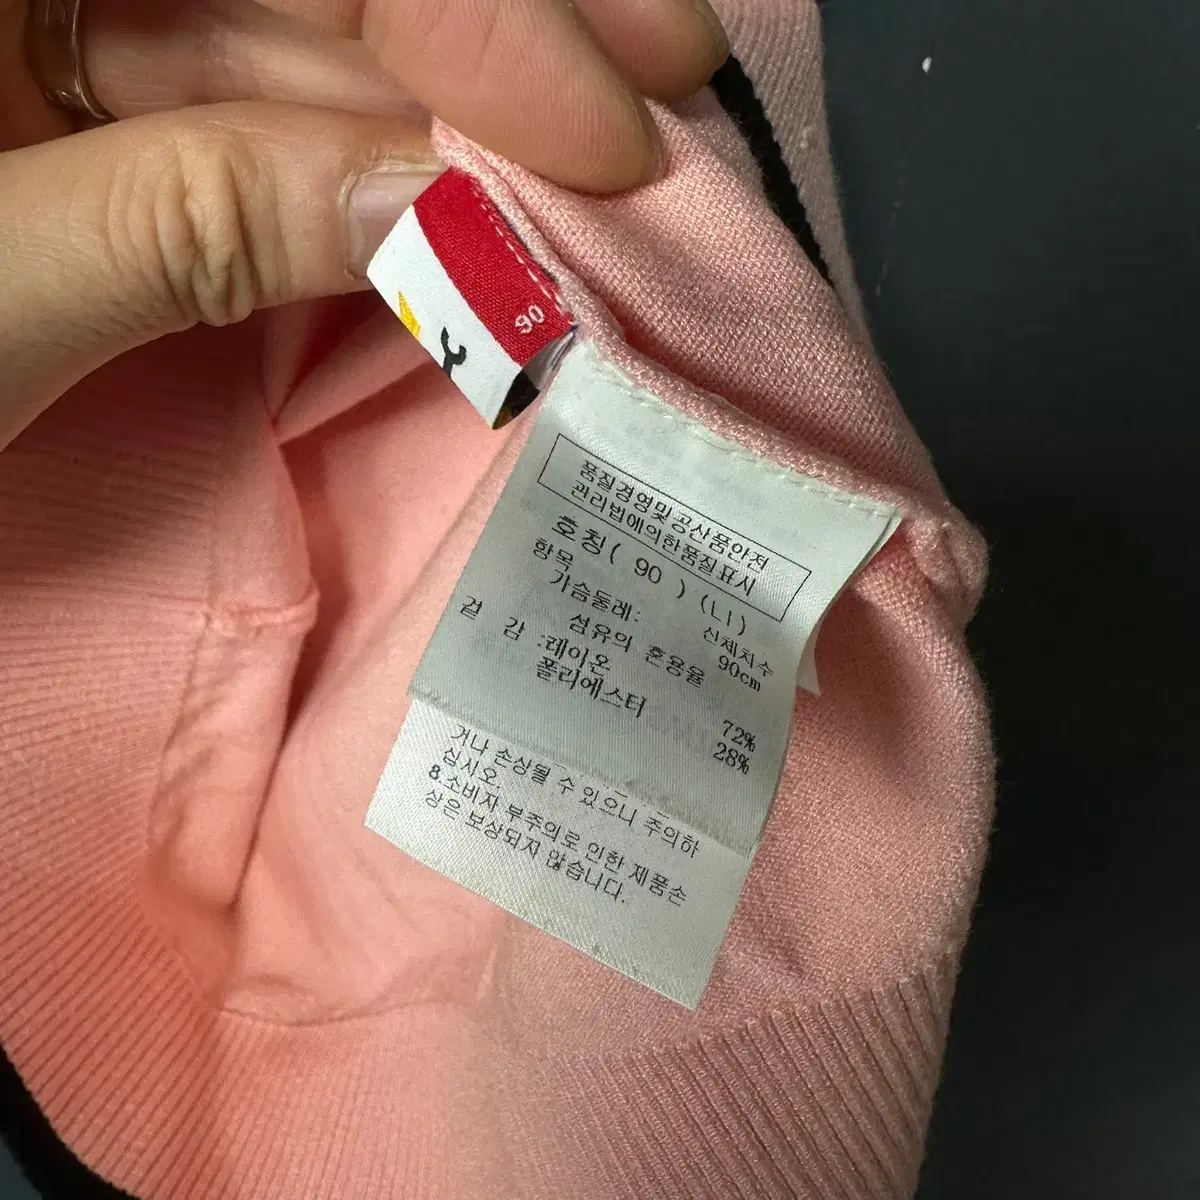 90
품질경영및공산품안전
관리법에의한품질표시
호칭( 90 ) (니)
항목 신체치수
가슴둘레: 90cm
섬유의 혼용율
겉 감 :레이온 72%
폴리에스터 28%
거나 손상될 수 있으니 주의하
십시오.
8.소비자 부주의로 인한 제품손
상은 보상되지 않습니다.